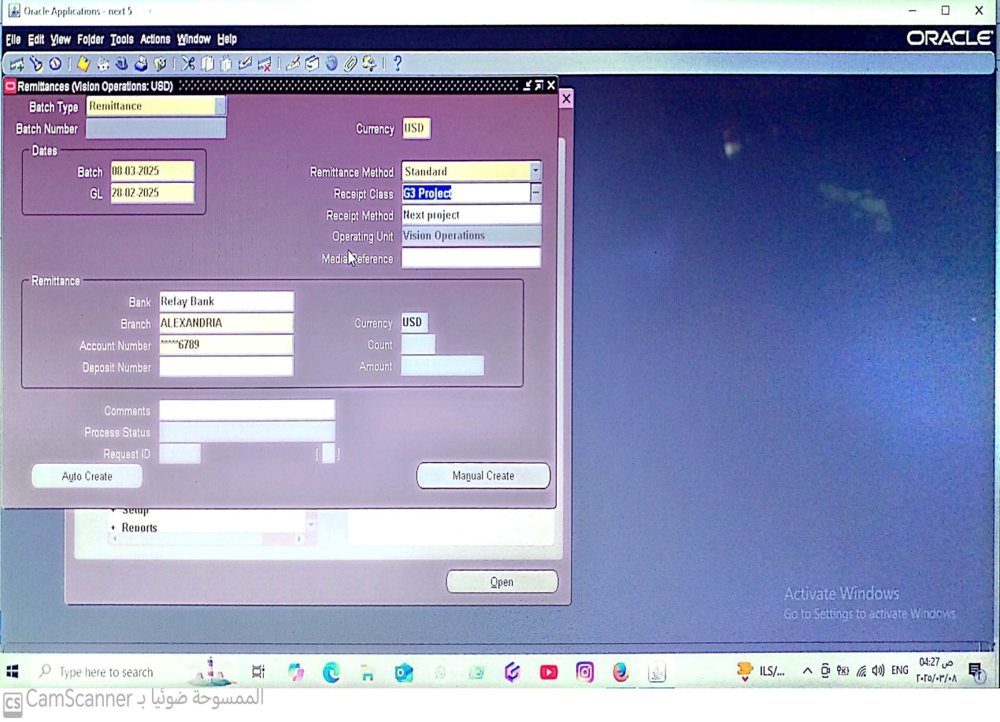 Oracle Applications - next 5
File Edit View Folder Tools Actions Window Help
ORACLE
Remittances (Vision Operations: USD)
Batch Type Remittance
Batch Number
Currency USD
Dates
Batch 08-03-2025
GL 28-02-2025
Remittance Method Standard
Receipt Class G3 Project
Receipt Method Next project
Operating Unit Vision Operations
Media Reference
Remittance
Bank Refay Bank
Branch ALEXANDRIA
Currency USD
Account Number *****6789
Count
Deposit Number
Amount
Comments
Process Status
Request ID
[ ]
Auto Create
Manual Create
+ Setup
+ Reports
Open
Activate Windows
Go to Settings to activate Windows.
Type here to search
ILS/...
ENG
04:27 ص
٢٠٢٥/٠٣/٠٨
CS CamScanner الممسوحة ضوئيا بـ